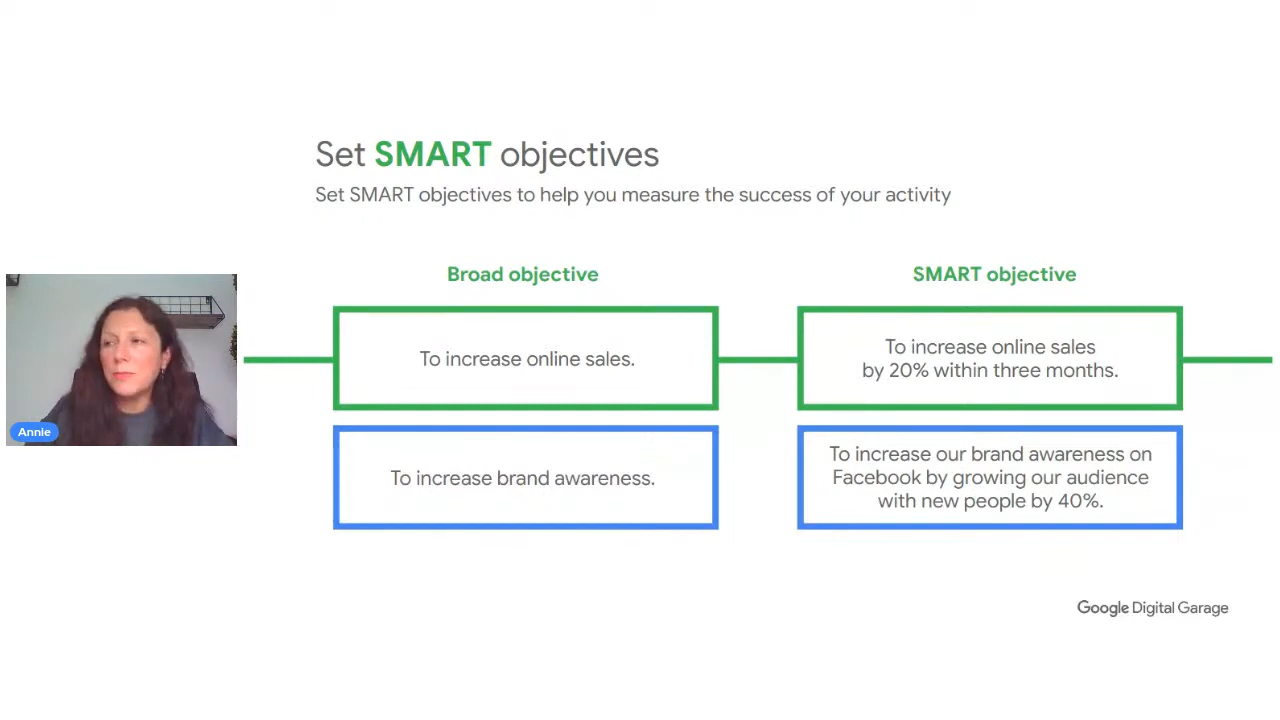 Set SMART objectives
Set SMART objectives to help you measure the success of your activity
Broad objective
SMART objective
To increase online sales.
To increase online sales
by 20% within three months.
To increase brand awareness.
To increase our brand awareness on
Facebook by growing our audience
with new people by 40%.
Annie
Google Digital Garage